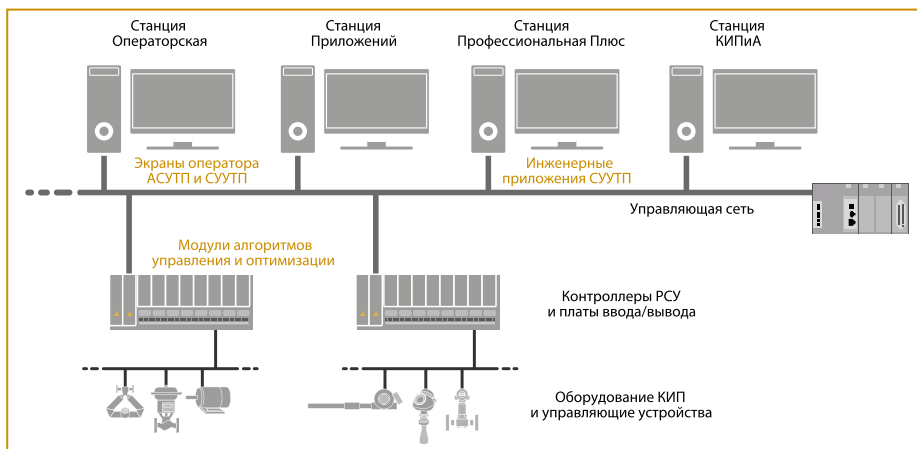 Станция
Операторская
Станция
Приложений
Станция
Профессиональная Плюс
Станция
КИПиА
Экраны оператора
АСУТП и СУУТП
Инженерные
приложения СУУТП
Управляющая сеть
Модули алгоритмов
управления и оптимизации
Контроллеры РСУ
и платы ввода/вывода
Оборудование КИП
и управляющие устройства